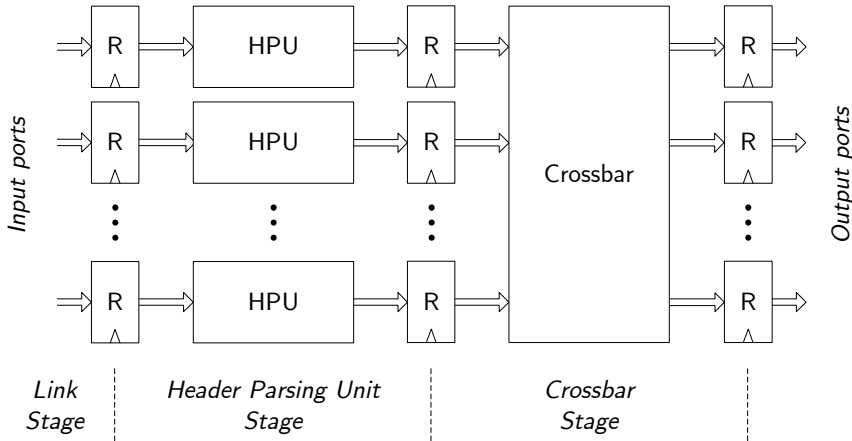 R HPU R R
Input ports
R HPU R Crossbar R
Output ports
R HPU R R
Link Stage
Header Parsing Unit Stage
Crossbar Stage